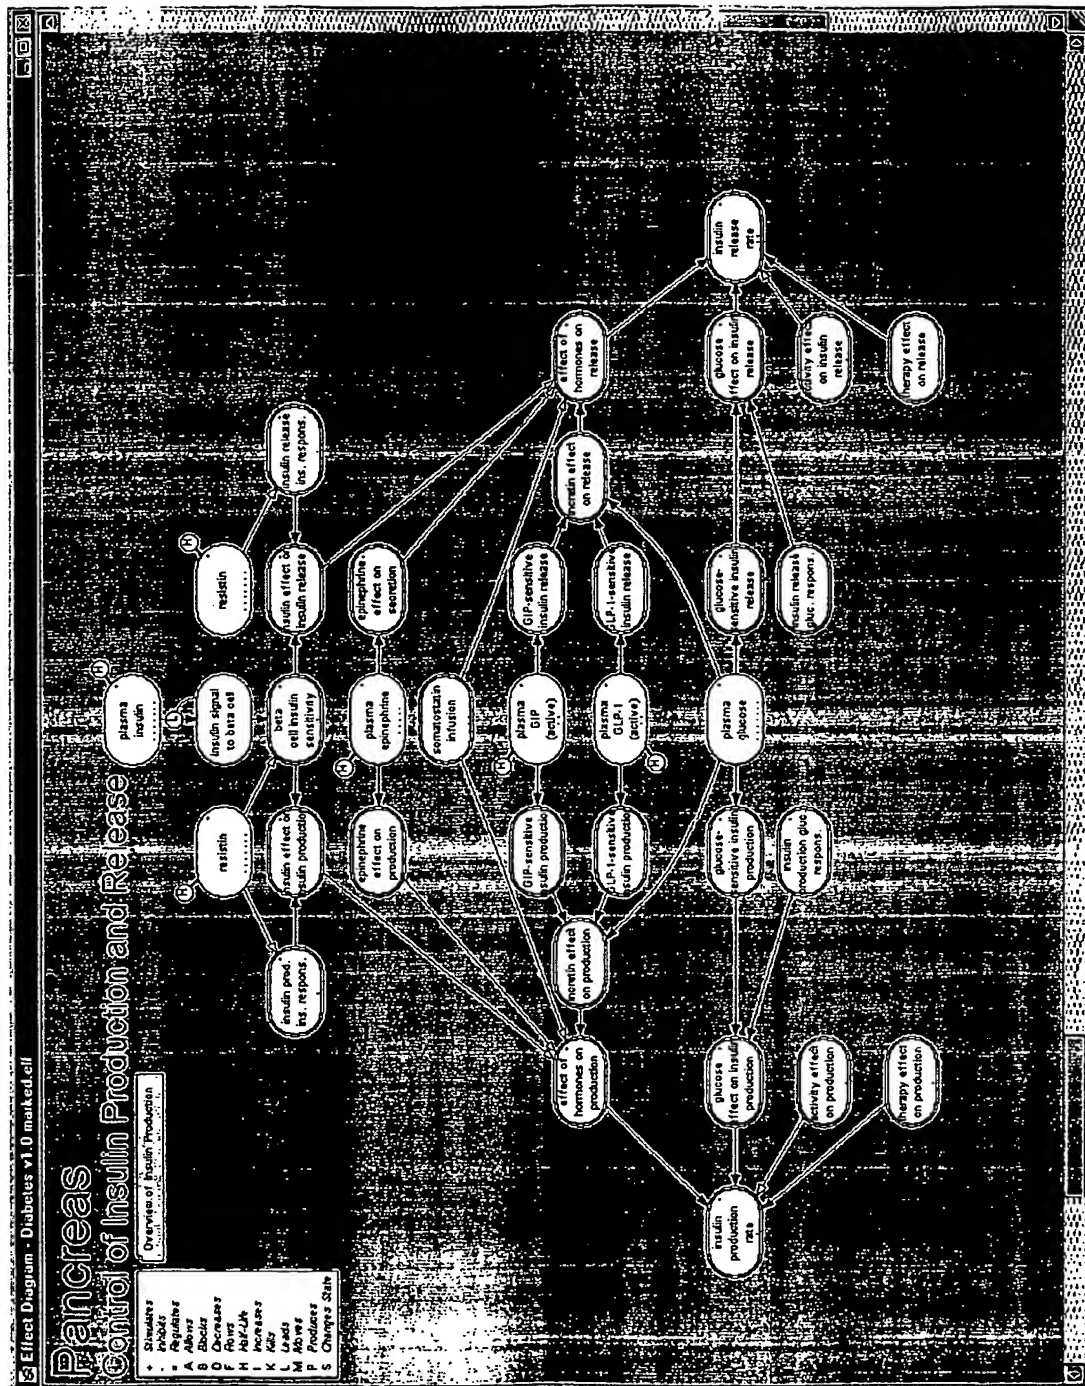 Effect Diagram - Diabetes v1.0 marked.elf
Pancreas
Control of Insulin Production and Release
Overview of Insulin Production
+ Stimulates
- Inhibits
= Regulates
A Allows
B Blocks
D Decreases
F Flows
H Half-Life
I Increases
K Kills
L Leads
M Moves
P Produces
S Changes State
H
plasma
insulin
L
insulin signal
to beta cell
H
resistin
H
resistin
insulin prod.
ins. respons.
insulin effect on
insulin production
beta
cell insulin
sensitivity
insulin effect on
insulin release
insulin release
ins. respons.
H
epinephrine
effect on
production
plasma
epinephrine
epinephrine
effect on
secretion
somatostatin
infusion
effect of
hormones on
production
incretin effect
on production
H
GIP-sensitive
insulin production
plasma
GIP
(active)
GIP-sensitive
insulin release
incretin effect
on release
effect of
hormones on
release
GLP-1-sensitive
insulin production
plasma
GLP-1
(active)
H
GLP-1-sensitive
insulin release
insulin
production
rate
glucose
effect on insulin
production
glucose-
sensitive insulin
production
plasma
glucose
glucose-
sensitive insulin
release
glucose
effect on insulin
release
insulin
release
rate
activity effect
on production
insulin
production gluc.
respons.
insulin release
gluc. respons
activity effect
on insulin
release
therapy effect
on production
therapy effect
on release